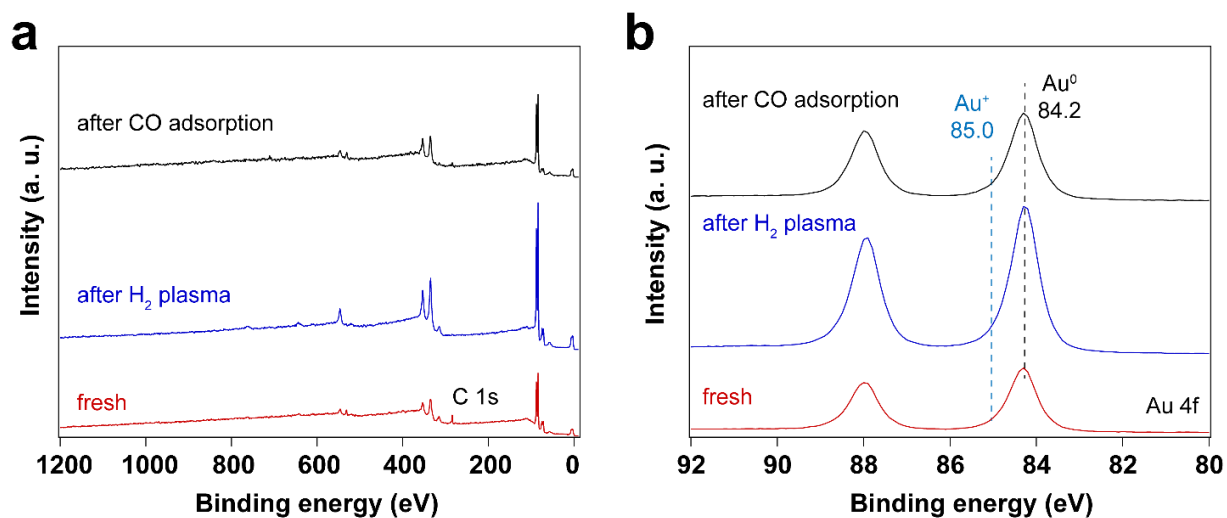 a
Intensity (a. u.)
after CO adsorption
after H₂ plasma
fresh
C 1s
1200 1000 800 600 400 200 0
Binding energy (eV)
b
Intensity (a. u.)
after CO adsorption
Au⁺
85.0
Au⁰
84.2
after H₂ plasma
fresh
Au 4f
92 90 88 86 84 82 80
Binding energy (eV)